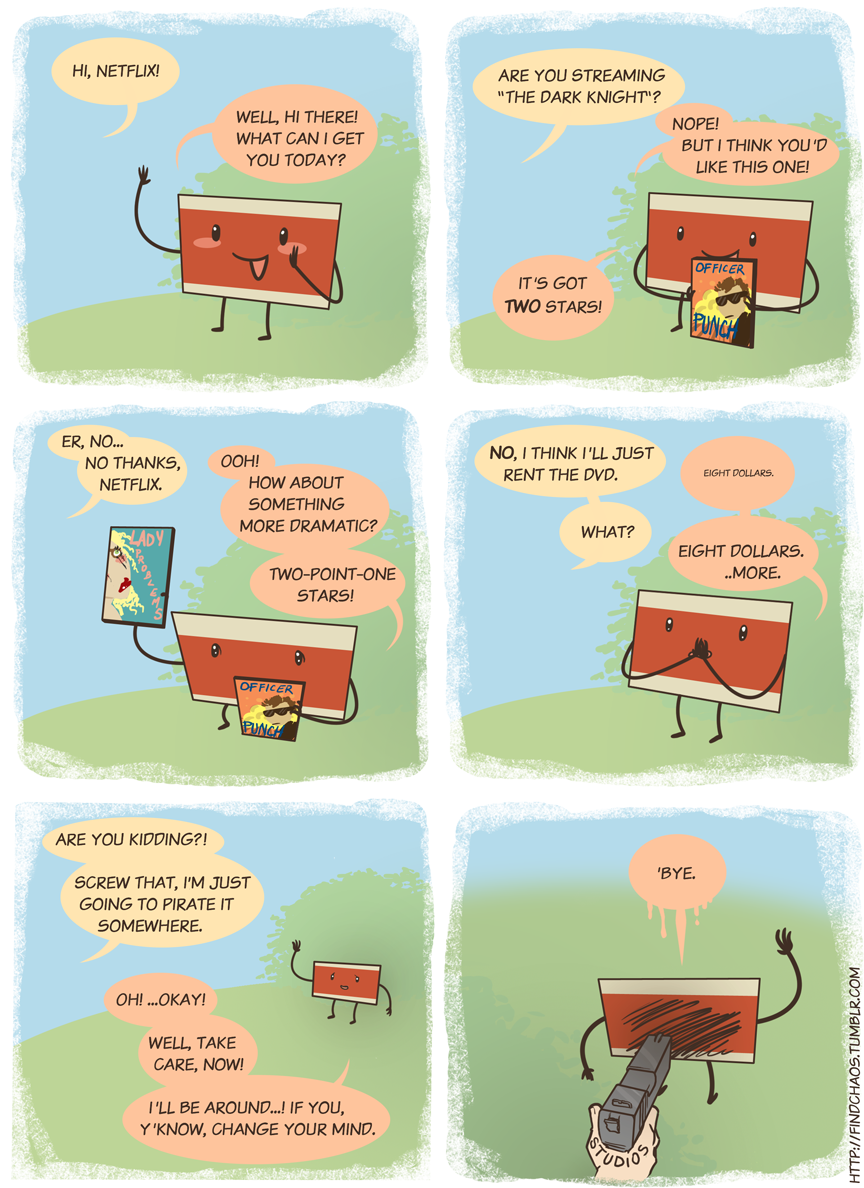 HI, NETFLIX!
WELL, HI THERE!
WHAT CAN I GET
YOU TODAY?
ARE YOU STREAMING
"THE DARK KNIGHT"?
NOPE!
BUT I THINK YOU'D
LIKE THIS ONE!
IT'S GOT
TWO STARS!
OFFICER
PUNCH
ER, NO...
NO THANKS,
NETFLIX.
OOH!
HOW ABOUT
SOMETHING
MORE DRAMATIC?
TWO-POINT-ONE
STARS!
LADY
PROBLEMS
OFFICER
PUNCH
NO, I THINK I'LL JUST
RENT THE DVD.
EIGHT DOLLARS.
WHAT?
EIGHT DOLLARS.
..MORE.
ARE YOU KIDDING?!
SCREW THAT, I'M JUST
GOING TO PIRATE IT
SOMEWHERE.
OH! ...OKAY!
WELL, TAKE
CARE, NOW!
I'LL BE AROUND...! IF YOU,
Y'KNOW, CHANGE YOUR MIND.
'BYE.
STUDIOS
HTTP://FINDCHAOS.TUMBLR.COM